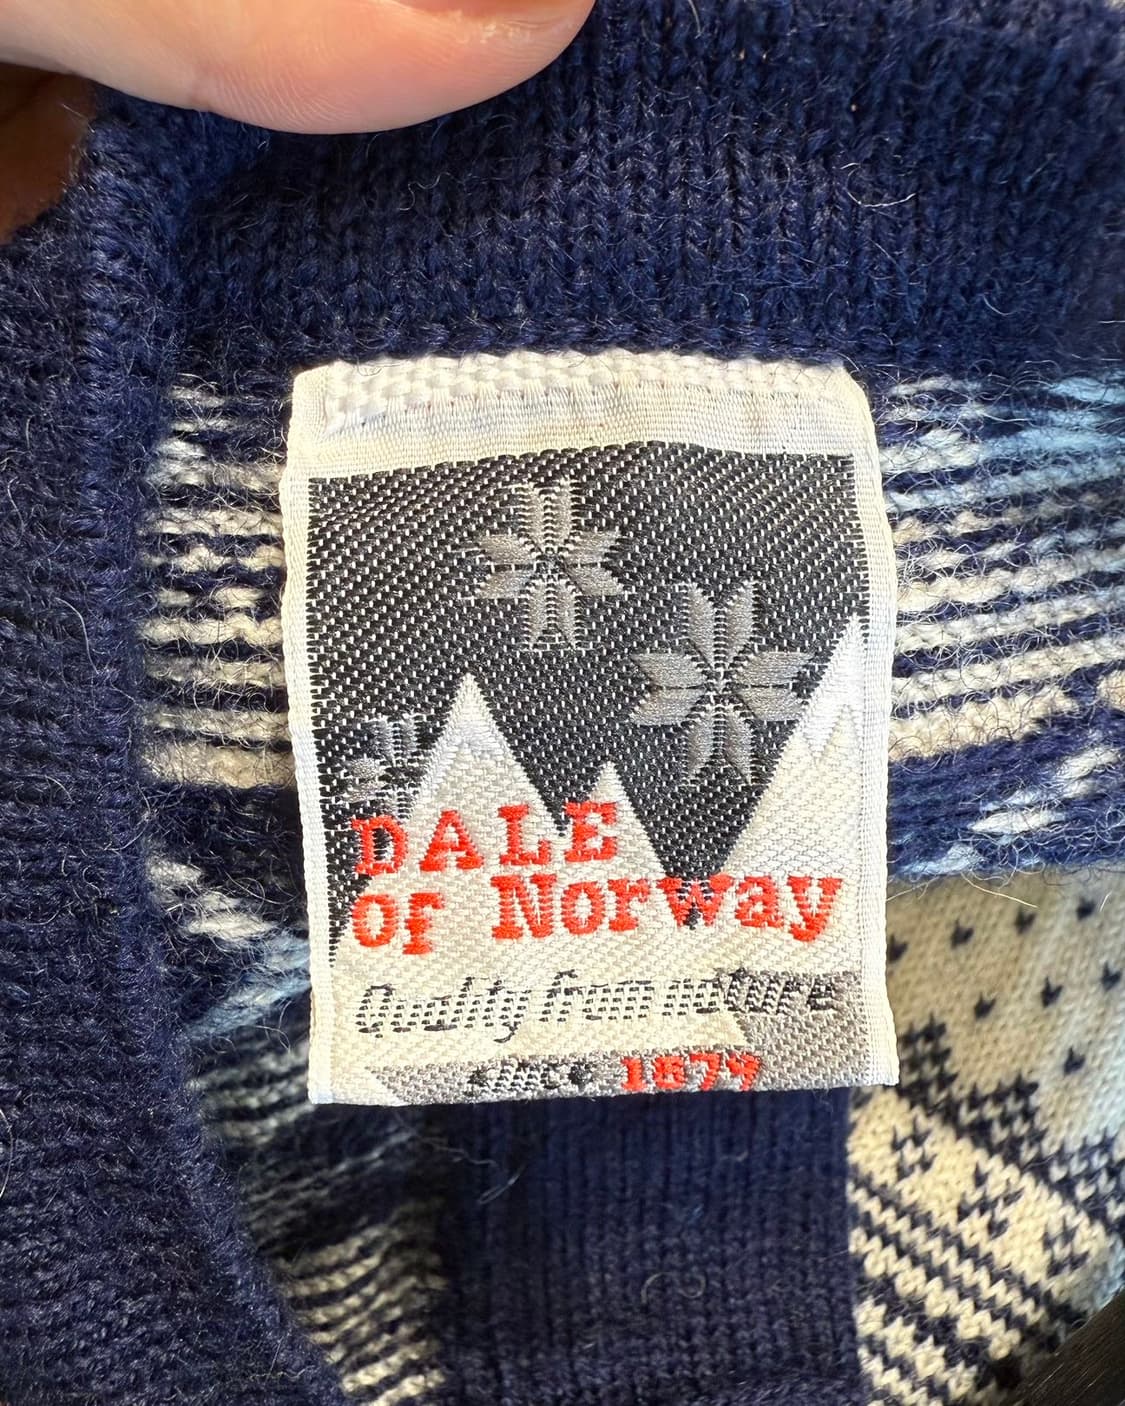 DALE
of Norway
Quality from nature
since 1879